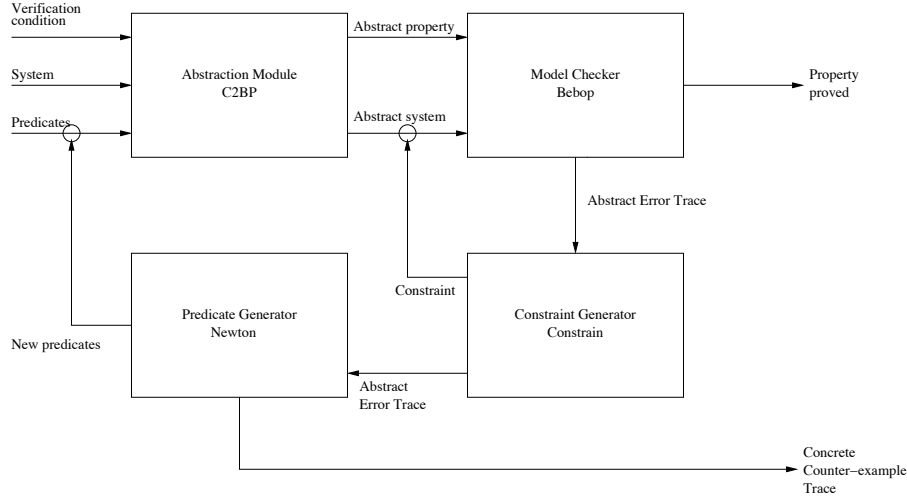 Verification
condition
System
Predicates
Abstraction Module
C2BP
Abstract property
Abstract system
Model Checker
Bebop
Property
proved
Abstract Error Trace
Constraint
Constraint Generator
Constrain
Predicate Generator
Newton
New predicates
Abstract
Error Trace
Concrete
Counter−example
Trace